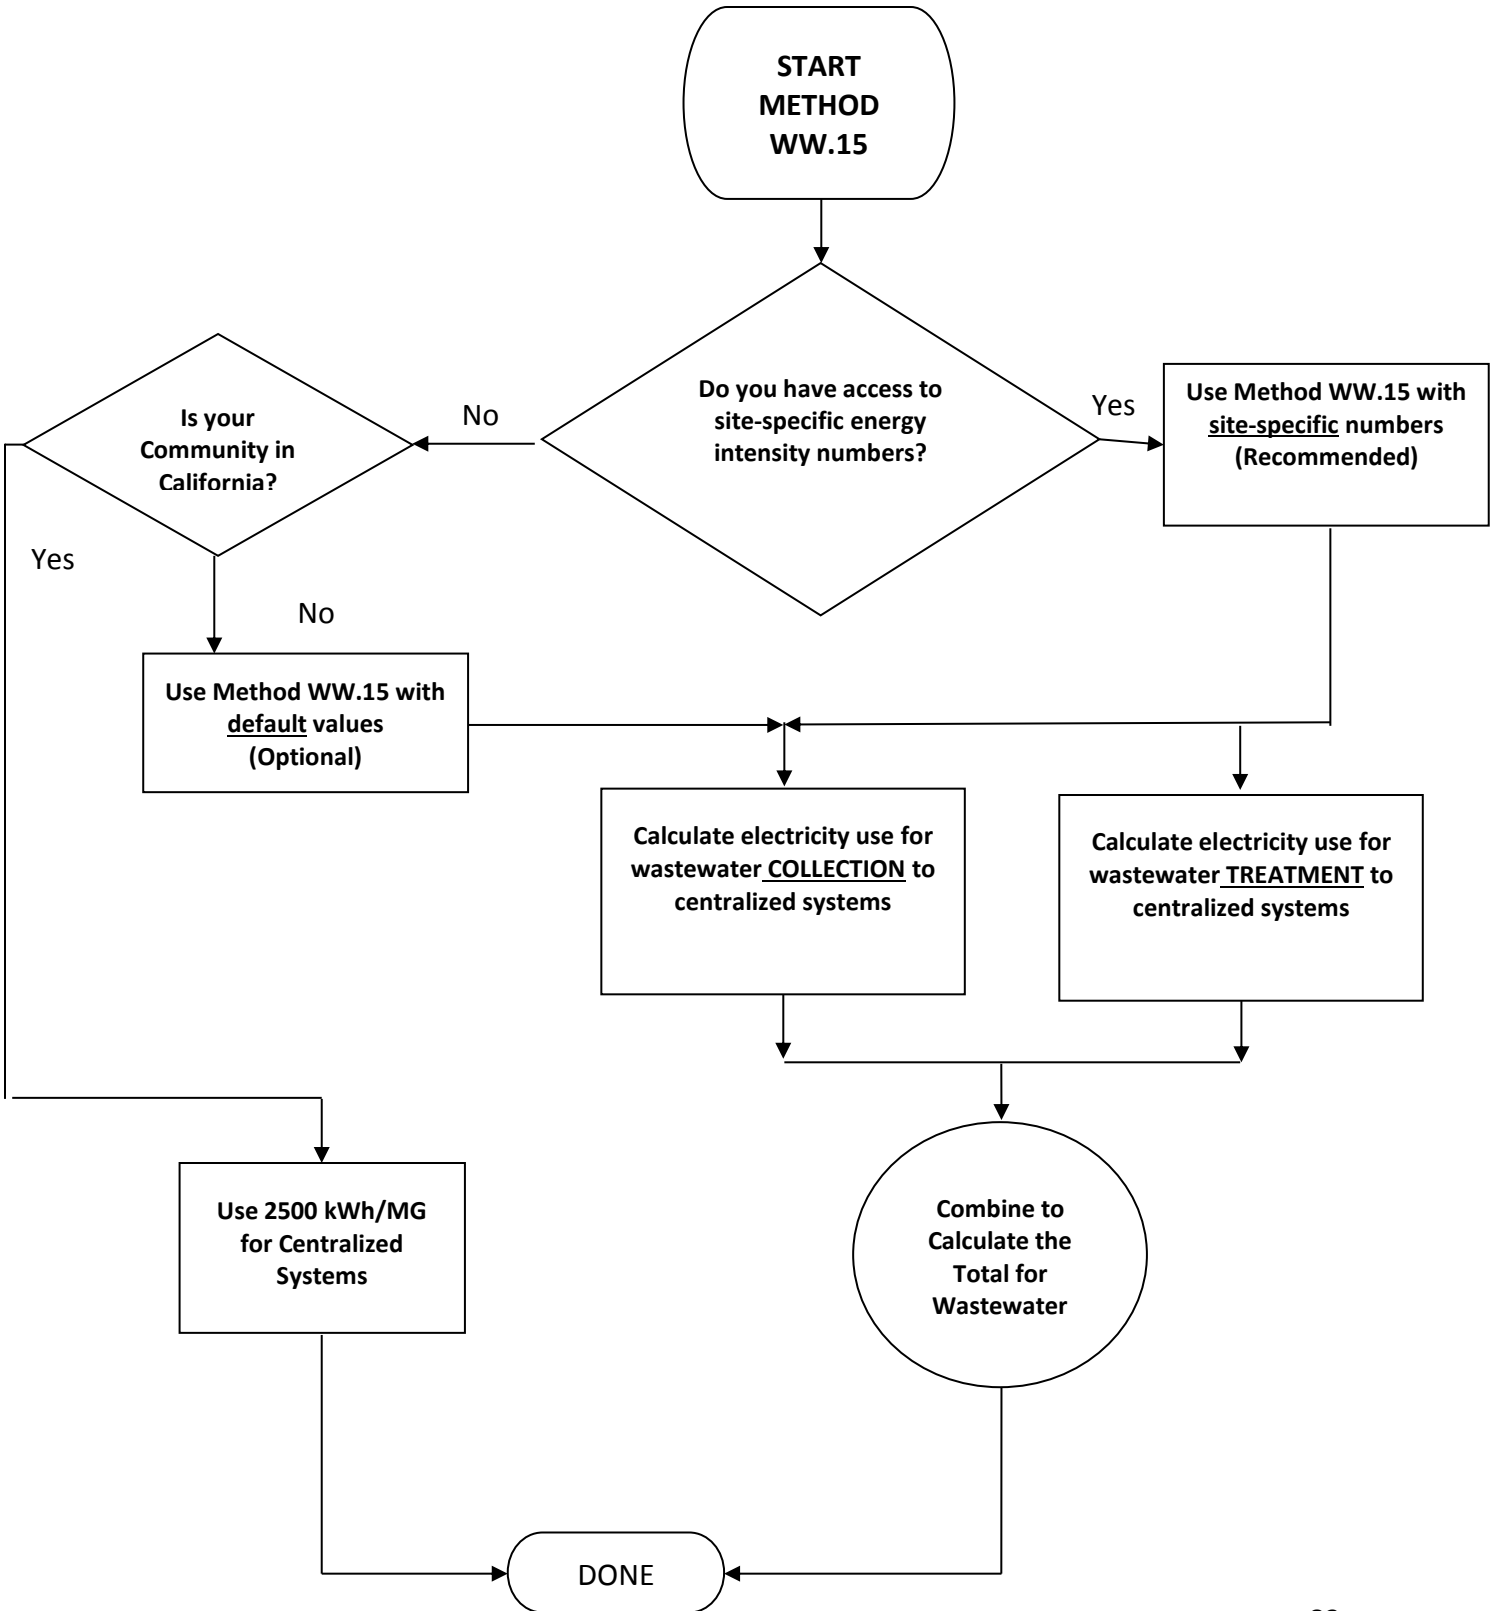 START
METHOD
WW.15
Do you have access to
site-specific energy
intensity numbers?
Yes
Use Method WW.15 with
site-specific numbers
(Recommended)
No
Is your
Community in
California?
Yes
No
Use Method WW.15 with
default values
(Optional)
Calculate electricity use for
wastewater COLLECTION to
centralized systems
Calculate electricity use for
wastewater TREATMENT to
centralized systems
Use 2500 kWh/MG
for Centralized
Systems
Combine to
Calculate the
Total for
Wastewater
DONE